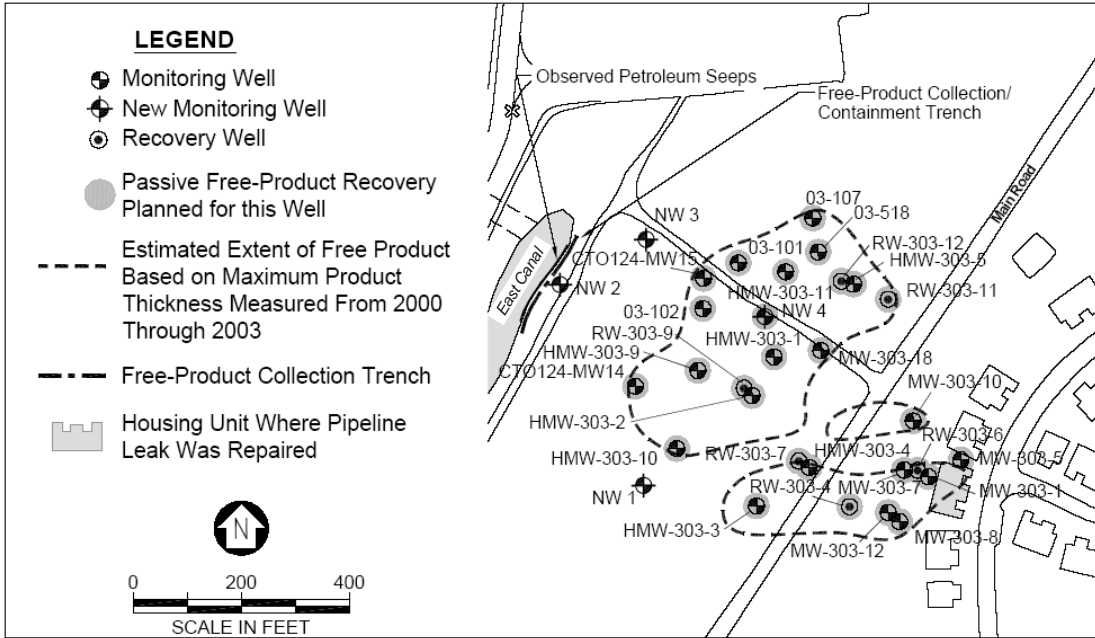 LEGEND
Monitoring Well
New Monitoring Well
Recovery Well
Passive Free-Product Recovery
Planned for this Well
Estimated Extent of Free Product
Based on Maximum Product
Thickness Measured From 2000
Through 2003
Free-Product Collection Trench
Housing Unit Where Pipeline
Leak Was Repaired
N
0 200 400
SCALE IN FEET
Observed Petroleum Seeps
Free-Product Collection/
Containment Trench
Main Road
East Canal
03-107
03-518
NW 3
RW-303-12
03-101
HMW-303-5
CTO124-MW15
NW 2
HMW-303-11
RW-303-11
03-102
NW 4
RW-303-9
HMW-303-1
HMW-303-9
MW-303-18
CTO124-MW14
MW-303-10
HMW-303-2
RW-303-6
HMW-303-10
RW-303-7
HMW-303-4
MW-303-5
NW 1
RW-303-4
MW-303-7
MW-303-1
HMW-303-3
MW-303-8
MW-303-12